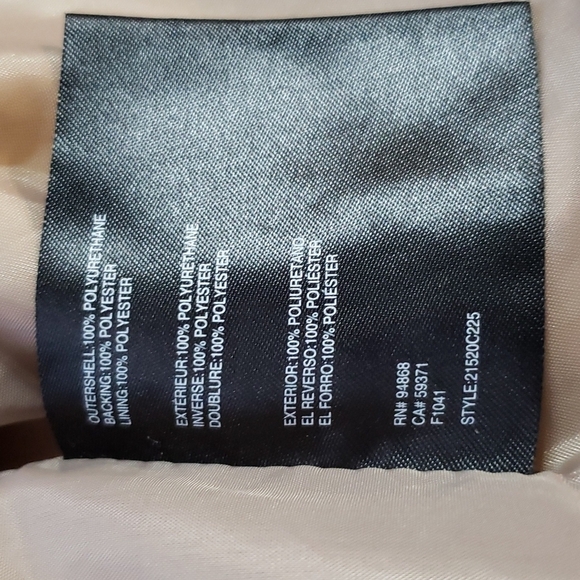 OUTERSHELL:100% POLYURETHANE
BACKING:100% POLYESTER
LINING:100% POLYESTER
EXTERIEUR:100% POLYURETHANE
INVERSE:100% POLYESTER
DOUBLURE:100% POLYESTER
EXTERIOR:100% POLIURETANO
EL REVERSO:100% POLIÉSTER
EL FORRO:100% POLIÉSTER
RN# 94868
CA# 59371
F1041
STYLE:21520C225